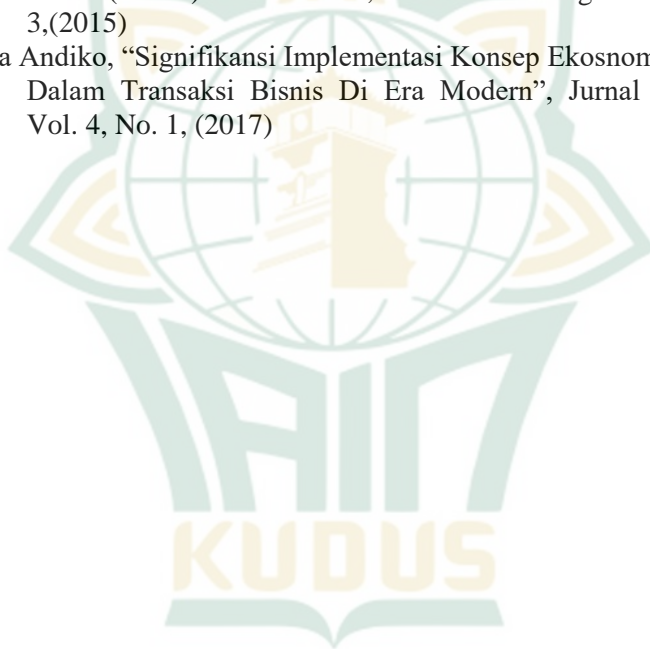 3,(2015)
a Andiko, “Signifikansi Implementasi Konsep Ekosnom
Dalam Transaksi Bisnis Di Era Modern”, Jurnal
Vol. 4, No. 1, (2017)
IAIN
KUDUS